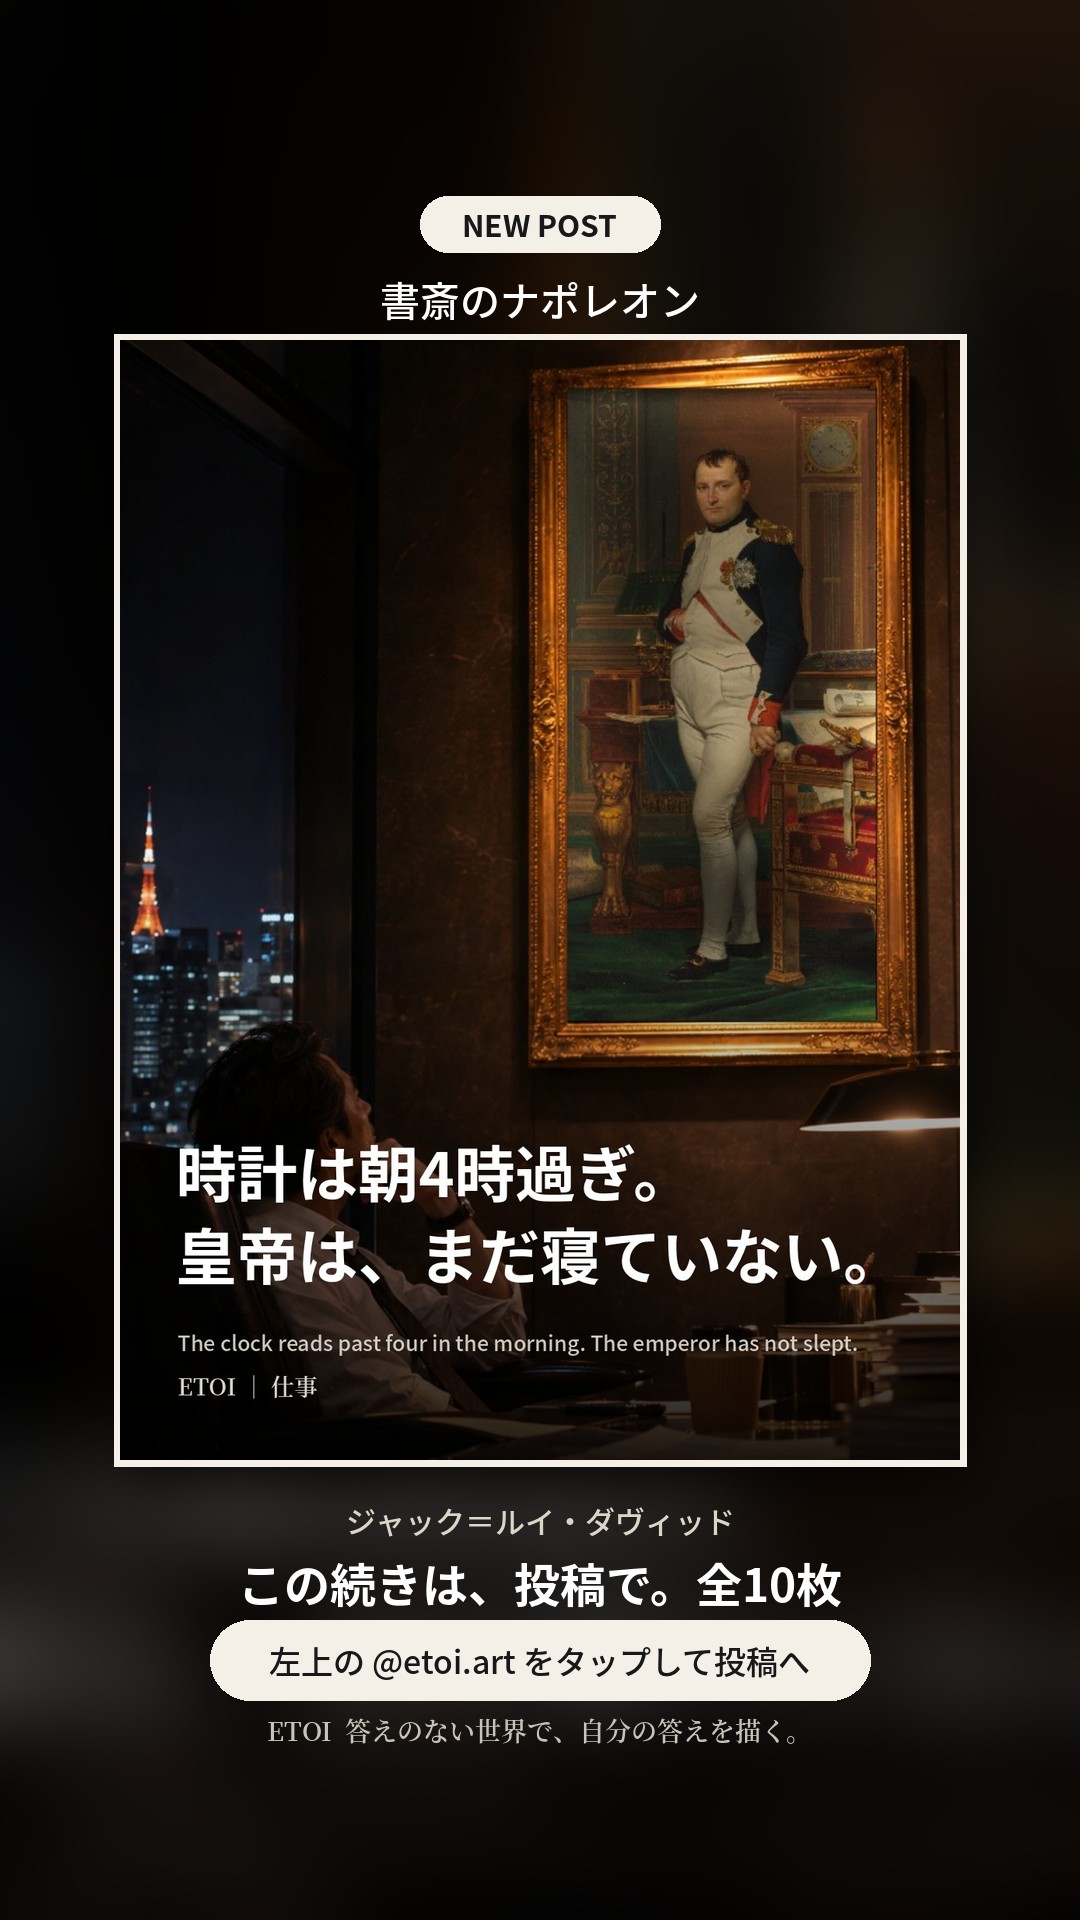 NEW POST
書斎のナポレオン
時計は朝4時過ぎ。
皇帝は、まだ寝ていない。
The clock reads past four in the morning. The emperor has not slept.
ETOI｜仕事
ジャック＝ルイ・ダヴィッド
この続きは、投稿で。全10枚
左上の @etoi.art をタップして投稿へ
ETOI 答えのない世界で、自分の答えを描く。